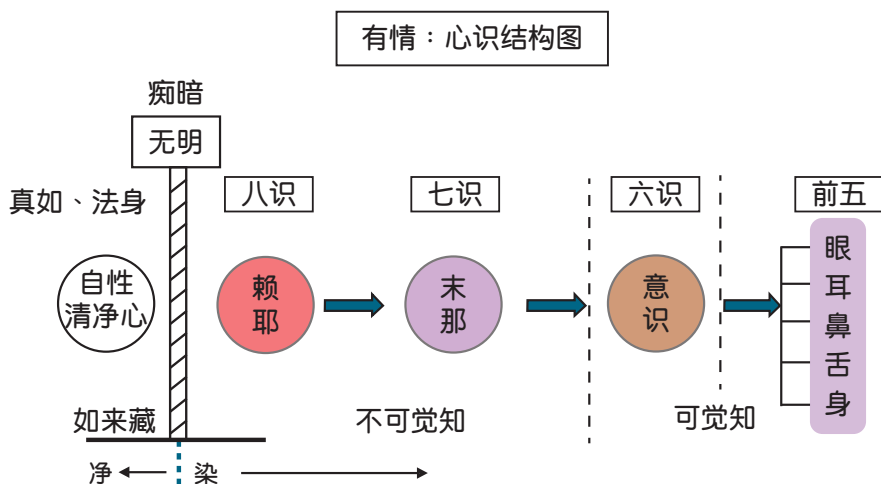 有情：心识结构图
痴暗
无明
真如、法身
八识
七识
六识
前五
自性
清净心
赖
耶
末
那
意
识
眼
耳
鼻
舌
身
如来藏
不可觉知
可觉知
净
染